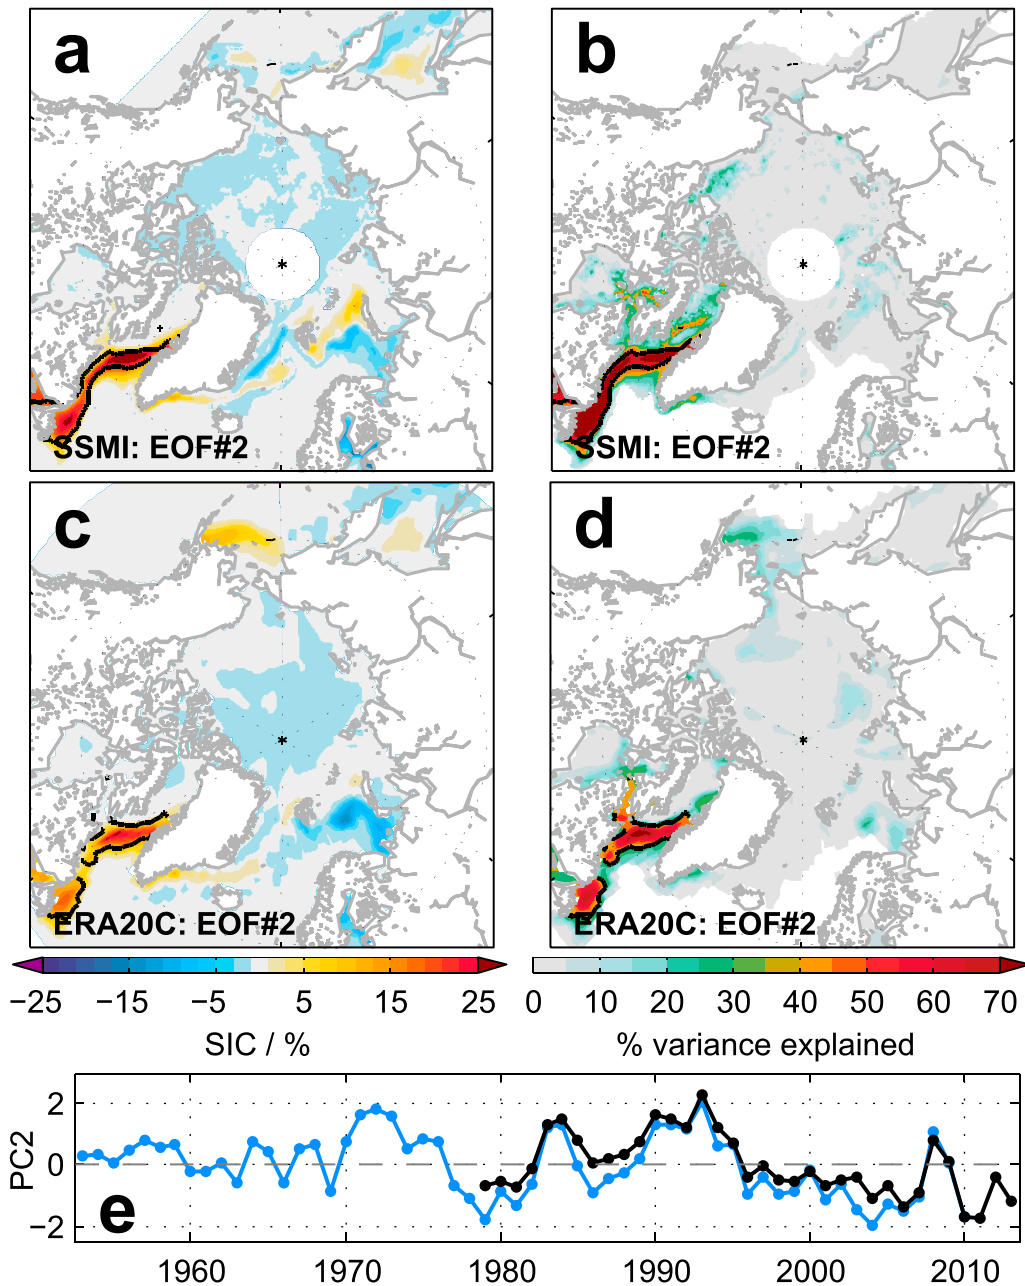 a
b
SSMI: EOF#2
SSMI: EOF#2
c
d
ERA20C: EOF#2
ERA20C: EOF#2
−25 −15 −5 5 15 25
0 10 20 30 40 50 60 70
SIC / %
% variance explained
2
0
−2
PC2
e
1960 1970 1980 1990 2000 2010